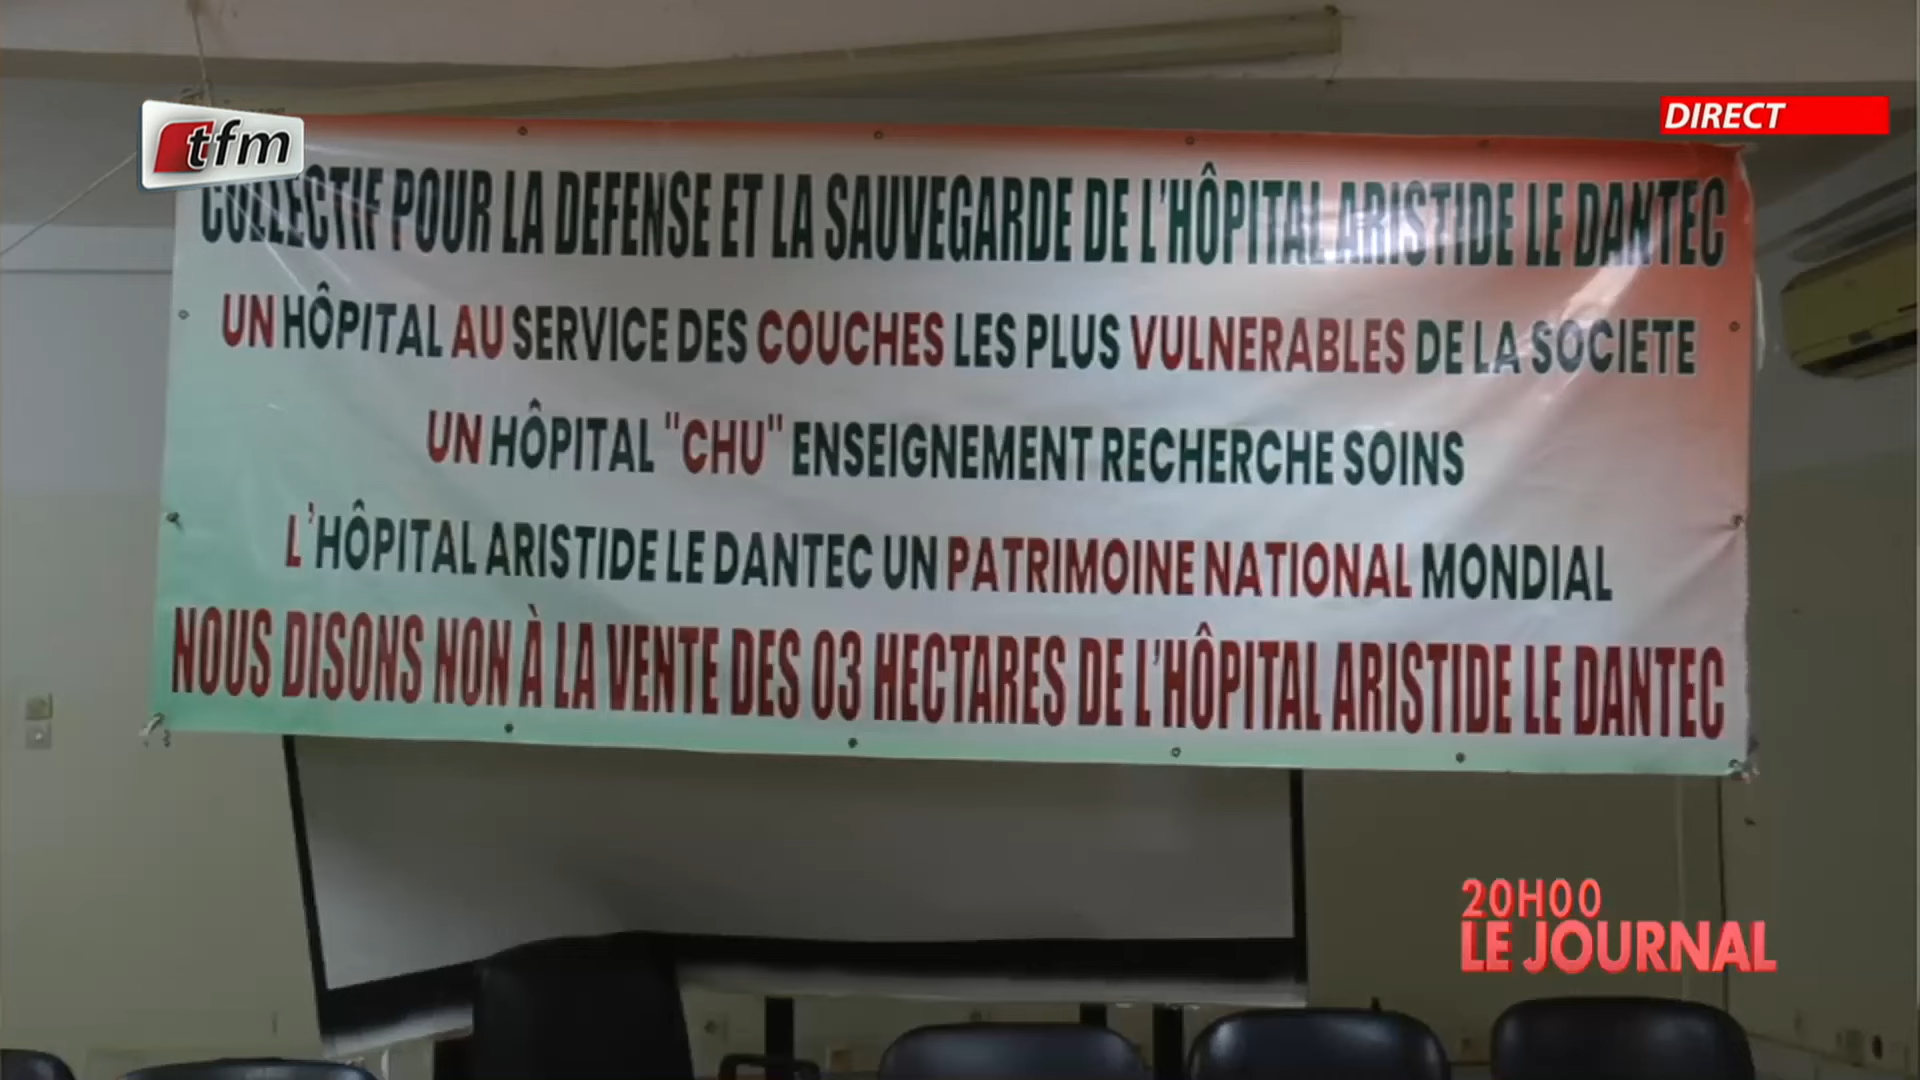 tfm
DIRECT
COLLECTIF POUR LA DEFENSE ET LA SAUVEGARDE DE L'HÔPITAL ARISTIDE LE DANTEC
UN HÔPITAL AU SERVICE DES COUCHES LES PLUS VULNERABLES DE LA SOCIETE
UN HÔPITAL "CHU" ENSEIGNEMENT RECHERCHE SOINS
L'HÔPITAL ARISTIDE LE DANTEC UN PATRIMOINE NATIONAL MONDIAL
NOUS DISONS NON À LA VENTE DES 03 HECTARES DE L'HÔPITAL ARISTIDE LE DANTEC
20H00
LE JOURNAL